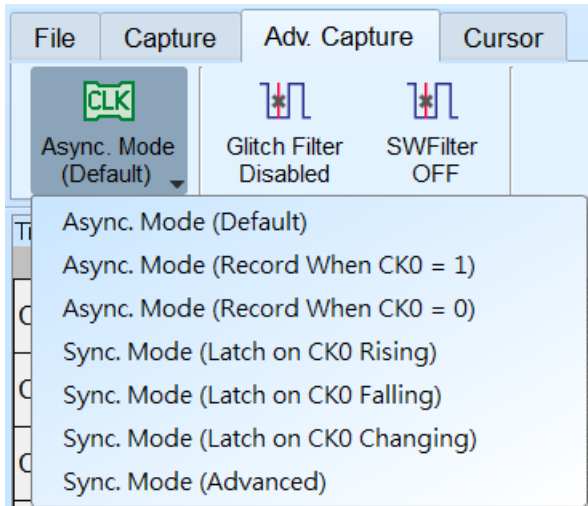 File Capture Adv. Capture Cursor
CLK
Async. Mode
(Default)
Glitch Filter
Disabled
SWFilter
OFF
Async. Mode (Default)
Async. Mode (Record When CK0 = 1)
Async. Mode (Record When CK0 = 0)
Sync. Mode (Latch on CK0 Rising)
Sync. Mode (Latch on CK0 Falling)
Sync. Mode (Latch on CK0 Changing)
Sync. Mode (Advanced)